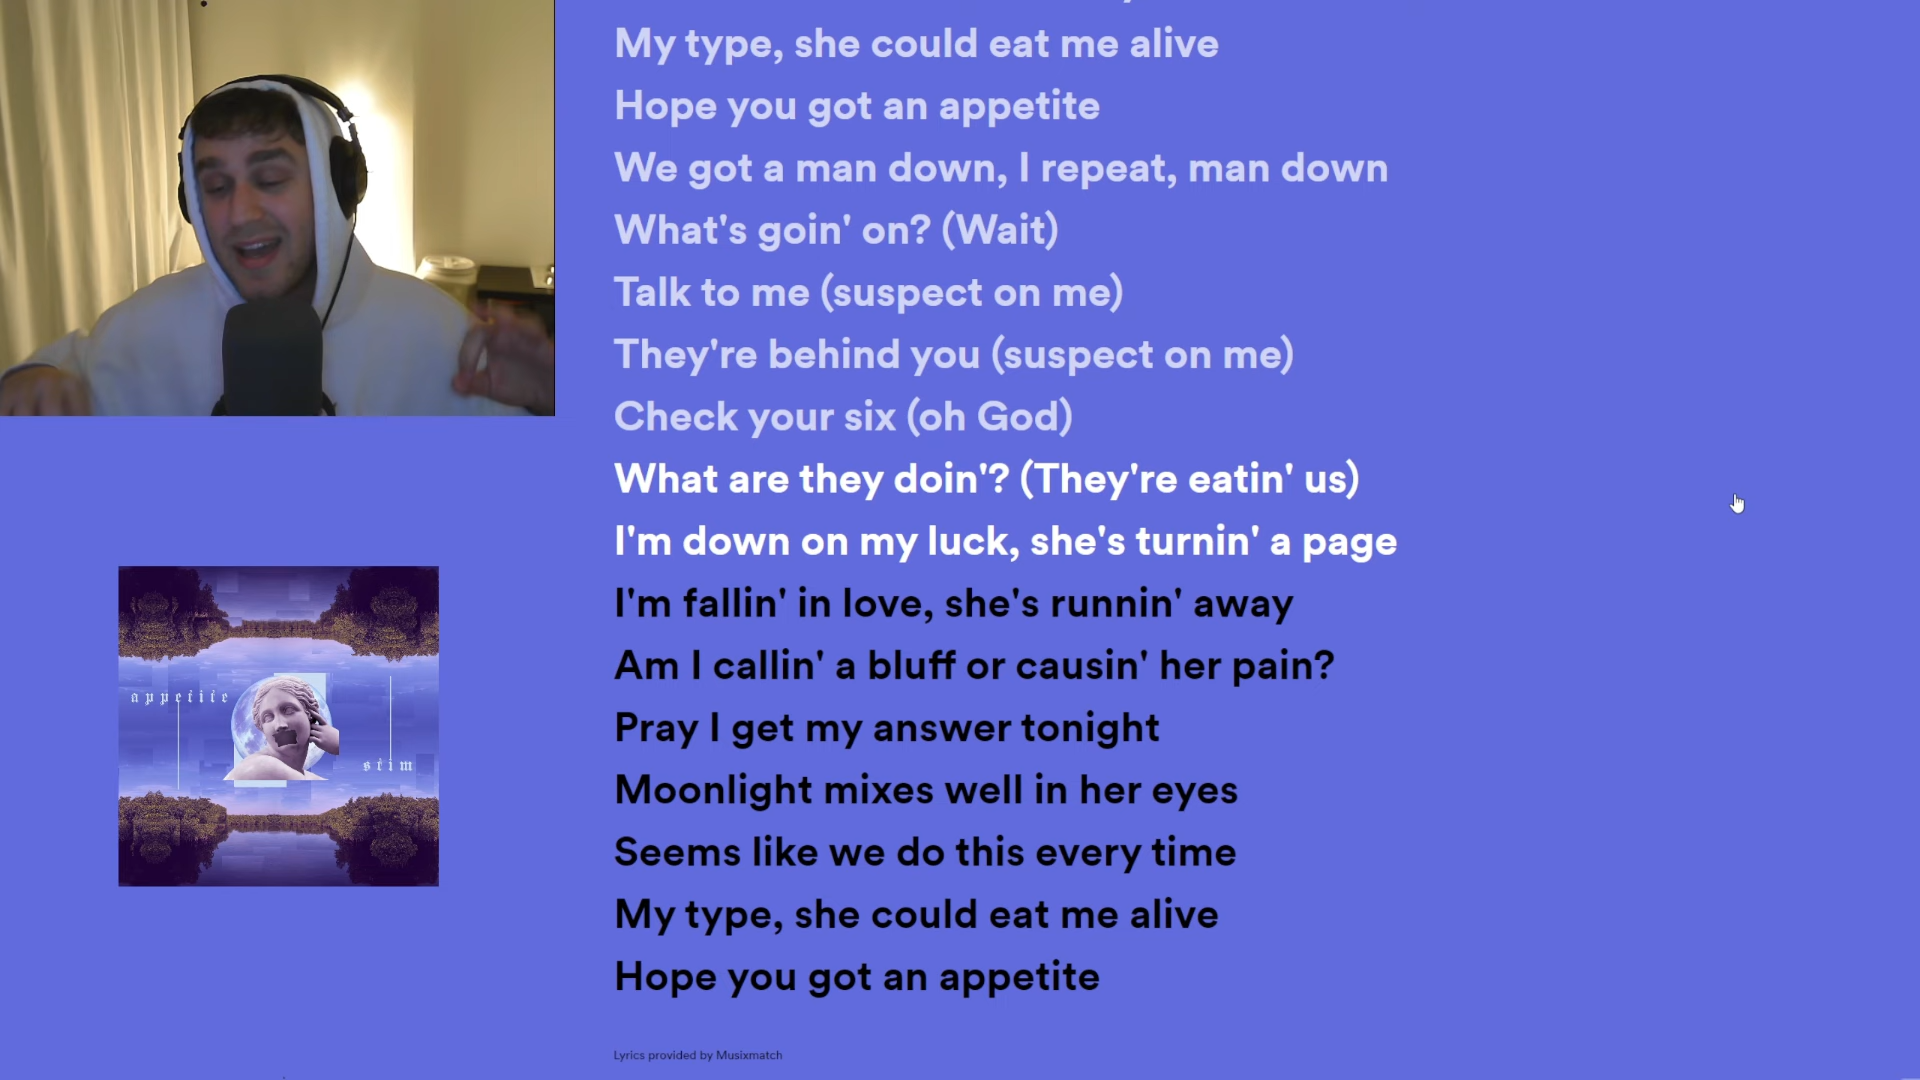 My type, she could eat me alive
Hope you got an appetite
We got a man down, I repeat, man down
What's goin' on? (Wait)
Talk to me (suspect on me)
They're behind you (suspect on me)
Check your six (oh God)
What are they doin'? (They're eatin' us)
I'm down on my luck, she's turnin' a page
I'm fallin' in love, she's runnin' away
Am I callin' a bluff or causin' her pain?
Pray I get my answer tonight
Moonlight mixes well in her eyes
Seems like we do this every time
My type, she could eat me alive
Hope you got an appetite
Lyrics provided by Musixmatch
appetite